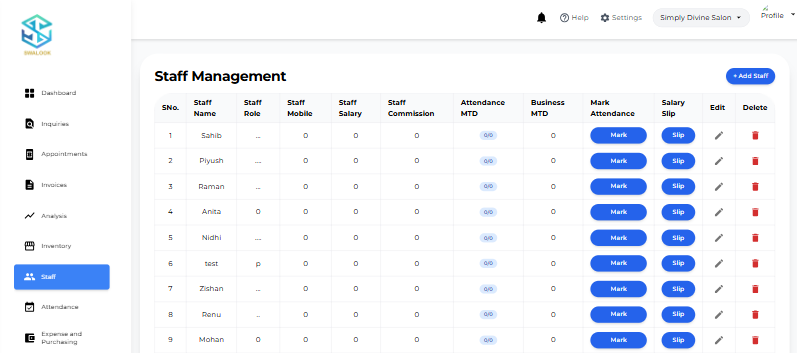 SIWALOOK
Help
Settings
Simply Divine Salon
Profile
Staff Management
+ Add Staff
SNo. Staff Name Staff Role Staff Mobile Staff Salary Staff Commission Attendance MTD Business MTD Mark Attendance Salary Slip Edit Delete
1 Sahib ... 0 0 0 0/0 0 Mark Slip
2 Piyush .... 0 0 0 0/0 0 Mark Slip
3 Raman ... 0 0 0 0/0 0 Mark Slip
4 Anita 0 0 0 0 0/0 0 Mark Slip
5 Nidhi .... 0 0 0 0/0 0 Mark Slip
6 test p 0 0 0 0/0 0 Mark Slip
7 Zishan ... 0 0 0 0/0 0 Mark Slip
8 Renu .. 0 0 0 0/0 0 Mark Slip
9 Mohan 0 0 0 0 0/0 0 Mark Slip
Dashboard
Inquiries
Appointments
Invoices
Analysis
Inventory
Staff
Attendance
Expense and
Purchasing